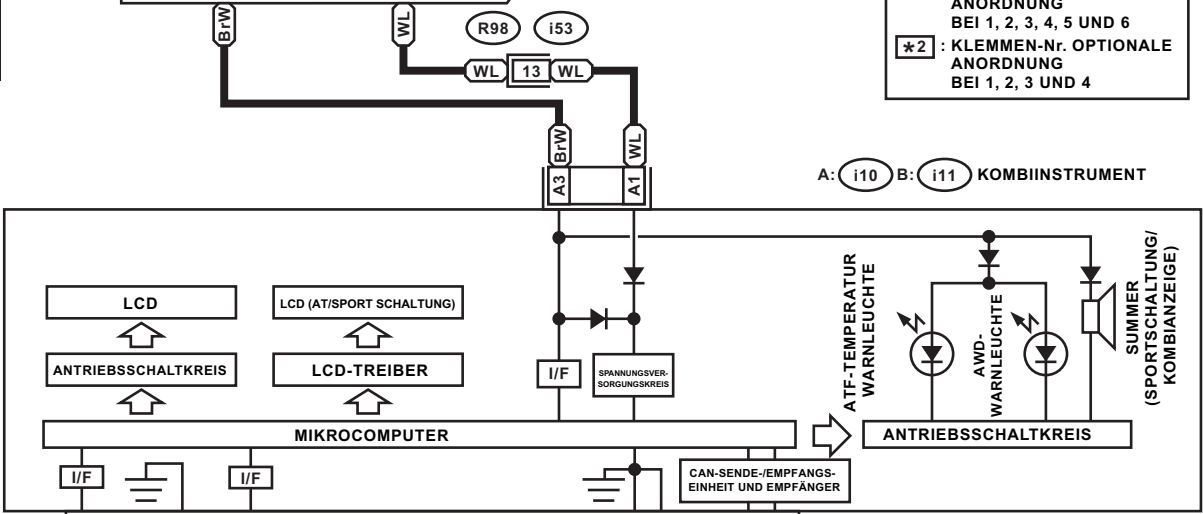 ANORDNUNG
BEI 1, 2, 3, 4, 5 UND 6
*2 : KLEMMEN-Nr. OPTIONALE
ANORDNUNG
BEI 1, 2, 3 UND 4
BrW
WL
R98 i53
WL 13 WL
BrW
WL
A3
A1
A: i10 B: i11 KOMBIINSTRUMENT
LCD
LCD (AT/SPORT SCHALTUNG)
ANTRIEBSSCHALTKREIS
LCD-TREIBER
I/F
SPANNUNGSVER-
SORGUNGSKREIS
ATF-TEMPERATUR
WARNLEUCHTE
AWD-
WARNLEUCHTE
SUMMER
(SPORTSCHALTUNG/
KOMBIANZEIGE)
MIKROCOMPUTER
ANTRIEBSSCHALTKREIS
I/F
I/F
CAN-SENDE-/EMPFANGS-
EINHEIT UND EMPFÄNGER